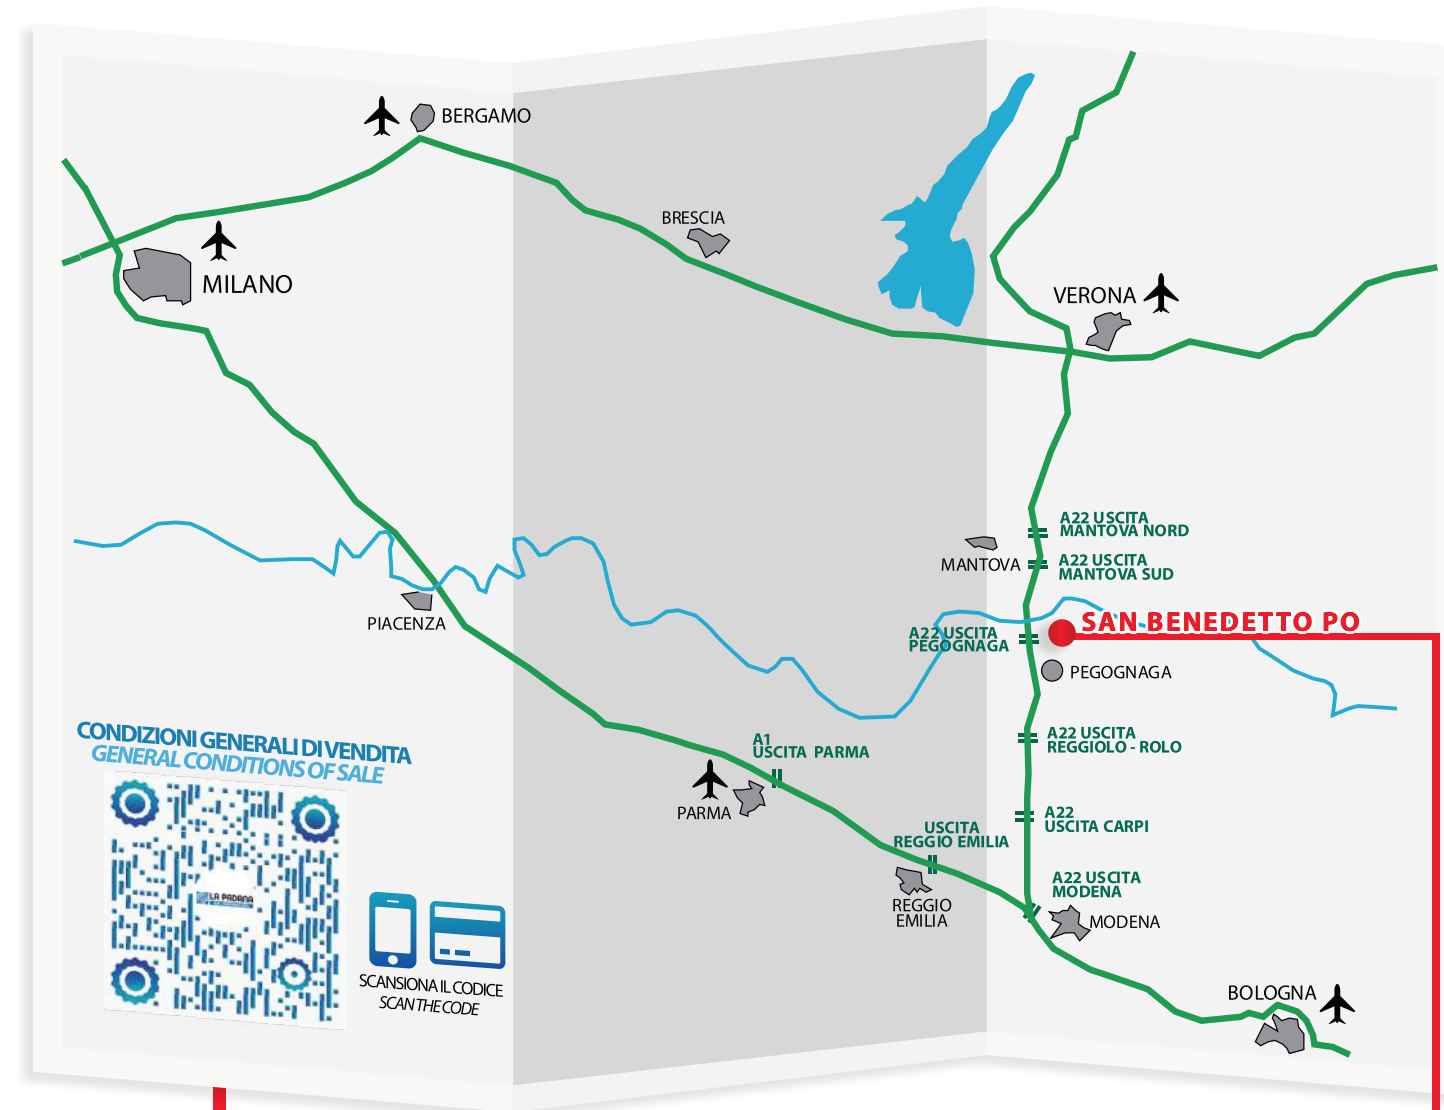 BERGAMO
BRESCIA
MILANO
VERONA
A22 USCITA
MANTOVA NORD
MANTOVA
A22 USCITA
MANTOVA SUD
PIACENZA
SAN BENEDETTO PO
A22 USCITA
PEGOGNAGA
PEGOGNAGA
CONDIZIONI GENERALI DI VENDITA
GENERAL CONDITIONS OF SALE
A1
USCITA PARMA
A22 USCITA
REGGIOLO - ROLO
PARMA
USCITA
REGGIO EMILIA
A22
USCITA CARPI
LA PADANA
A22 USCITA
MODENA
REGGIO
EMILIA
MODENA
SCANSIONA IL CODICE
SCAN THE CODE
BOLOGNA